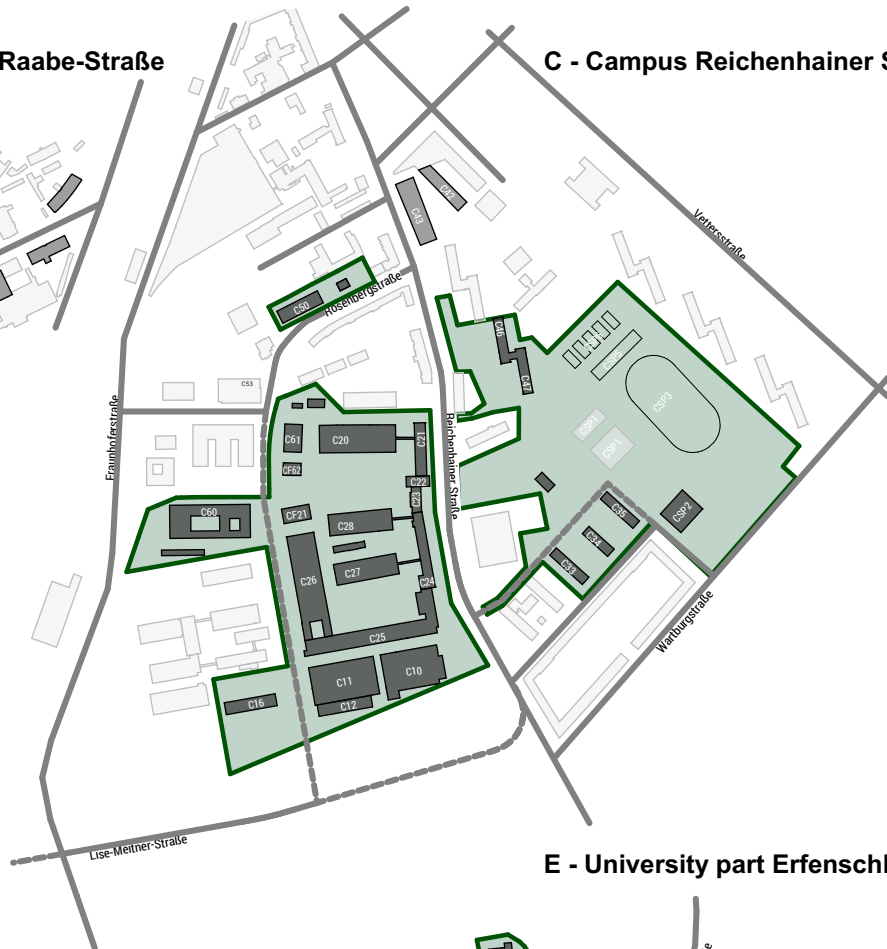 Raabe-Straße
C - Campus Reichenhainer S
C42
C43
Vettersstraße
Rosenbergstraße
C50
C46
C47
C53
CSP3
CSP1
CSP1
CSP2
Fraunhoferstraße
Reichenhainer Straße
C61
C20
C21
CF62
C22
C23
C60
CF21
C28
C35
C34
C33
C26
C27
C24
C25
Wartburgstraße
C11
C10
C16
C12
Lise-Meitner-Straße
E - University part Erfenschl